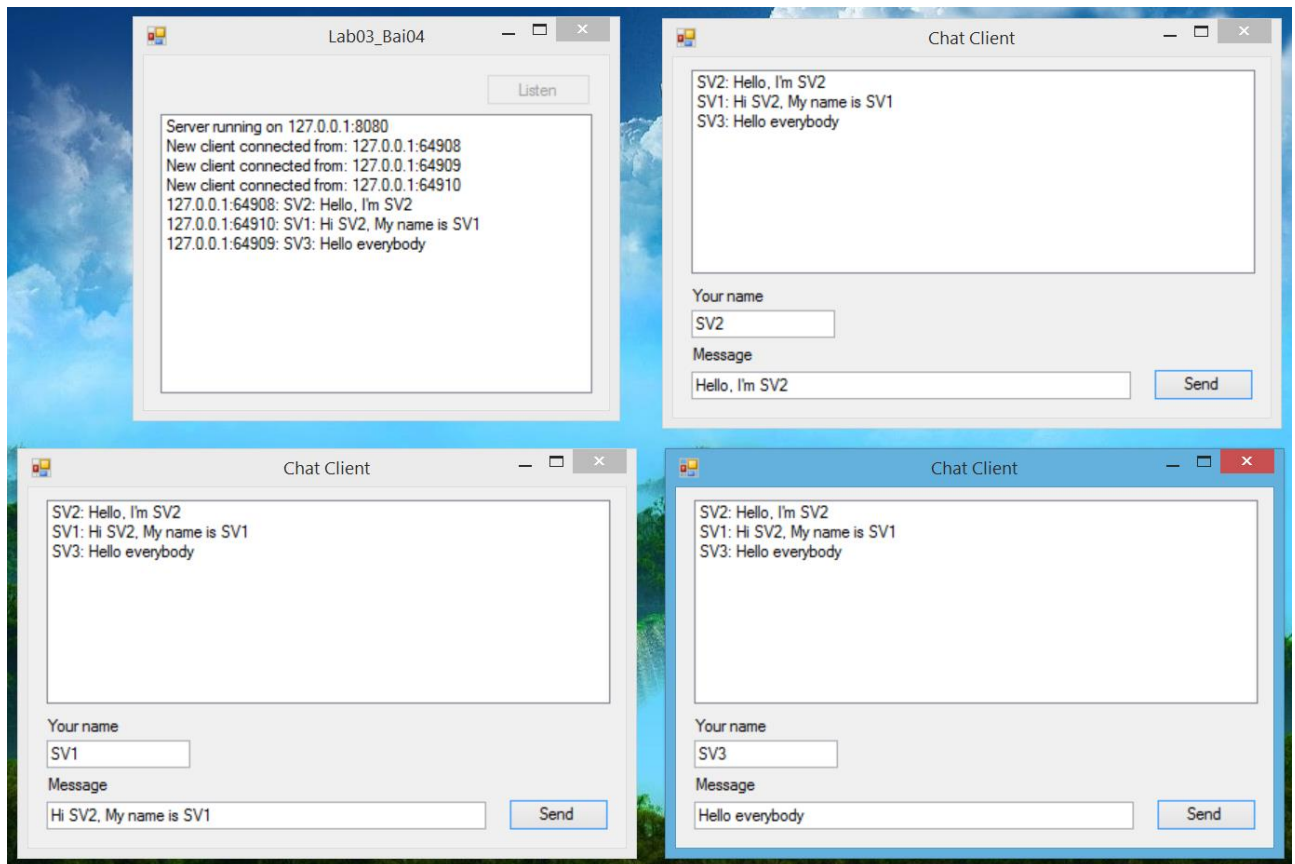 Lab03_Bai04
Listen
Server running on 127.0.0.1:8080
New client connected from: 127.0.0.1:64908
New client connected from: 127.0.0.1:64909
New client connected from: 127.0.0.1:64910
127.0.0.1:64908: SV2: Hello, I'm SV2
127.0.0.1:64910: SV1: Hi SV2, My name is SV1
127.0.0.1:64909: SV3: Hello everybody
Chat Client
SV2: Hello, I'm SV2
SV1: Hi SV2, My name is SV1
SV3: Hello everybody
Your name
SV2
Message
Hello, I'm SV2
Send
Chat Client
SV2: Hello, I'm SV2
SV1: Hi SV2, My name is SV1
SV3: Hello everybody
Your name
SV1
Message
Hi SV2, My name is SV1
Send
Chat Client
SV2: Hello, I'm SV2
SV1: Hi SV2, My name is SV1
SV3: Hello everybody
Your name
SV3
Message
Hello everybody
Send